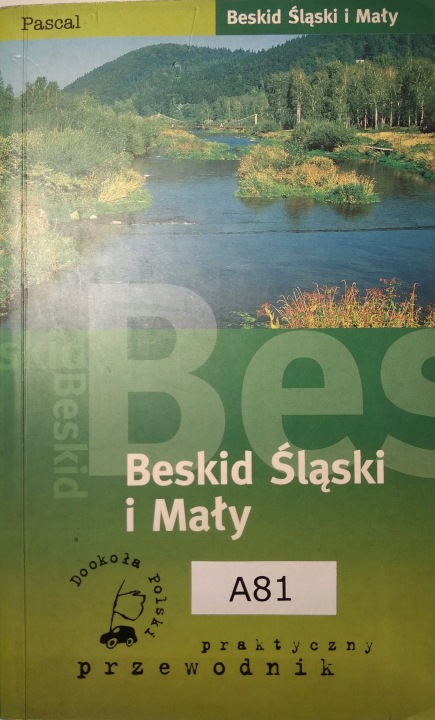 Pascal
Beskid Śląski i Mały
Bes
Beskid
Beskid Śląski
i Mały
Dookoła Polski
A81
praktyczny
przewodnik